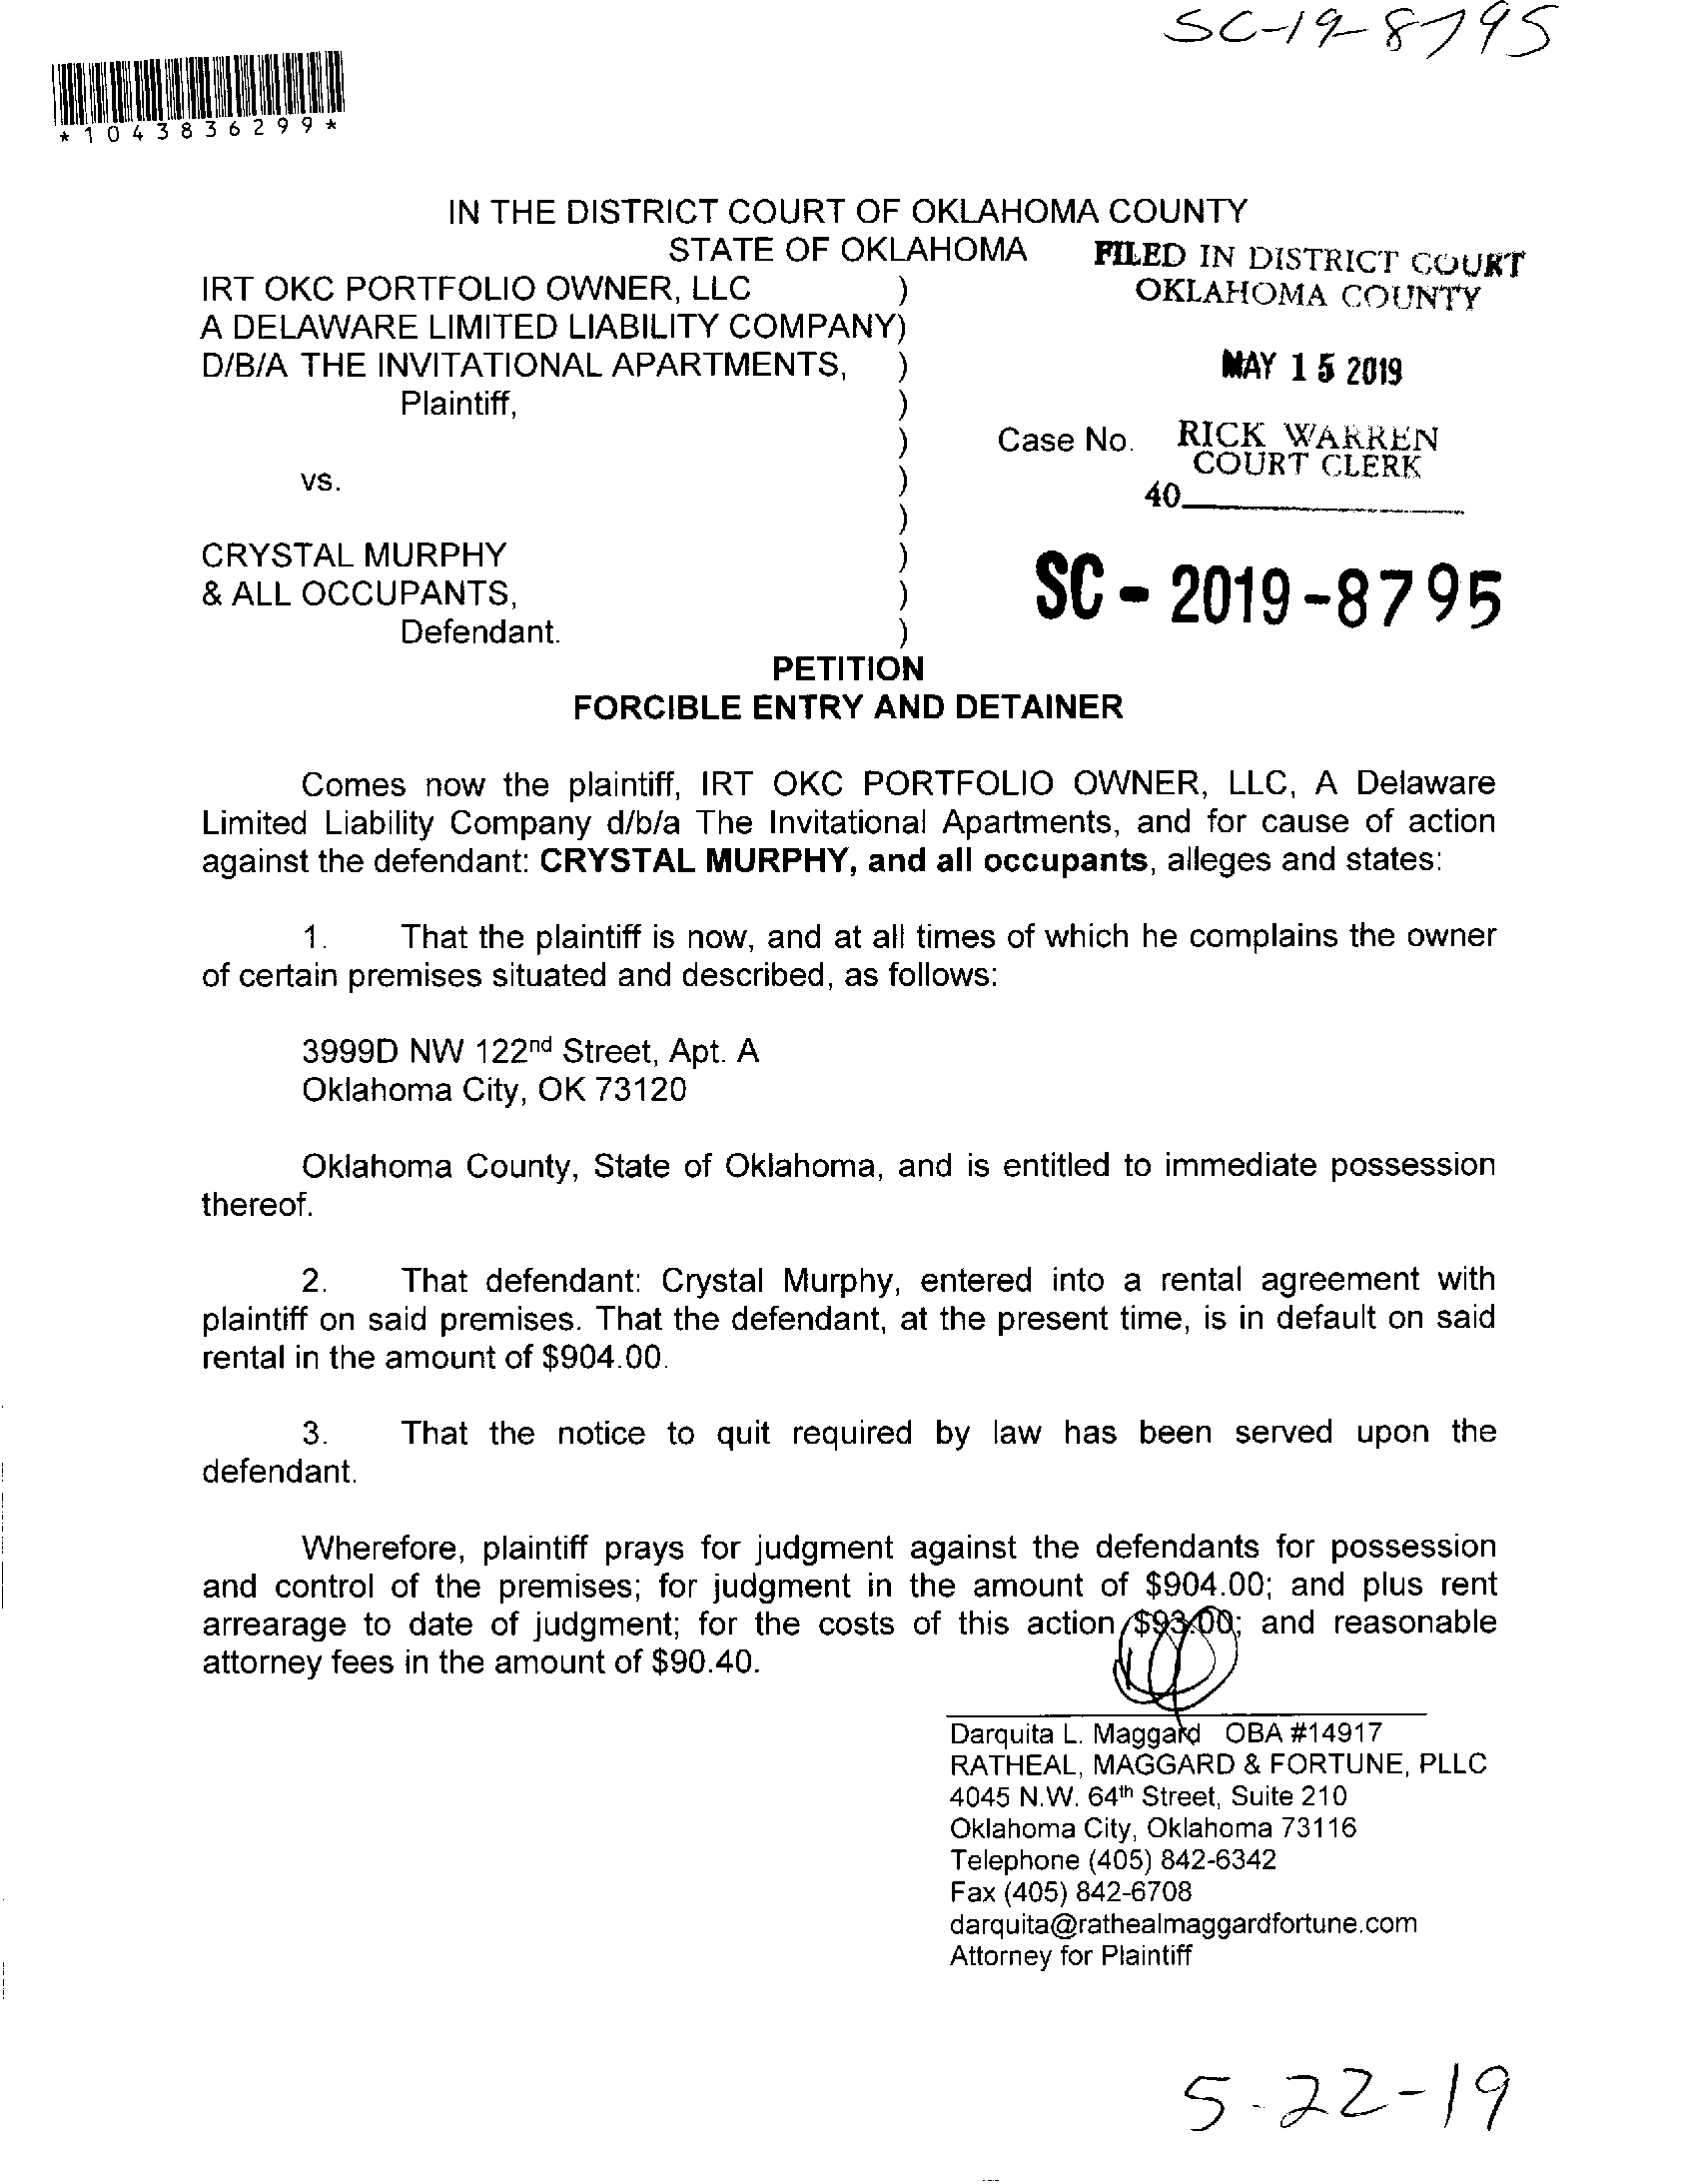 SC-19-8795
*1043836299*
IN THE DISTRICT COURT OF OKLAHOMA COUNTY
STATE OF OKLAHOMA
FILED IN DISTRICT COURT
OKLAHOMA COUNTY
IRT OKC PORTFOLIO OWNER, LLC )
A DELAWARE LIMITED LIABILITY COMPANY)
D/B/A THE INVITATIONAL APARTMENTS, )
MAY 15 2019
Plaintiff, )
) Case No.
RICK WARREN
COURT CLERK
vs. )
40
)
CRYSTAL MURPHY )
& ALL OCCUPANTS, )
SC - 2019-8795
Defendant. )
PETITION
FORCIBLE ENTRY AND DETAINER
Comes now the plaintiff, IRT OKC PORTFOLIO OWNER, LLC, A Delaware
Limited Liability Company d/b/a The Invitational Apartments, and for cause of action
against the defendant: CRYSTAL MURPHY, and all occupants, alleges and states:
1. That the plaintiff is now, and at all times of which he complains the owner
of certain premises situated and described, as follows:
3999D NW 122nd Street, Apt. A
Oklahoma City, OK 73120
Oklahoma County, State of Oklahoma, and is entitled to immediate possession
thereof.
2. That defendant: Crystal Murphy, entered into a rental agreement with
plaintiff on said premises. That the defendant, at the present time, is in default on said
rental in the amount of $904.00.
3. That the notice to quit required by law has been served upon the
defendant.
Wherefore, plaintiff prays for judgment against the defendants for possession
and control of the premises; for judgment in the amount of $904.00; and plus rent
arrearage to date of judgment; for the costs of this action $93.00; and reasonable
attorney fees in the amount of $90.40.
Darquita L. Maggard OBA #14917
RATHEAL, MAGGARD & FORTUNE, PLLC
4045 N.W. 64th Street, Suite 210
Oklahoma City, Oklahoma 73116
Telephone (405) 842-6342
Fax (405) 842-6708
darquita@rathealmaggardfortune.com
Attorney for Plaintiff
5-22-19